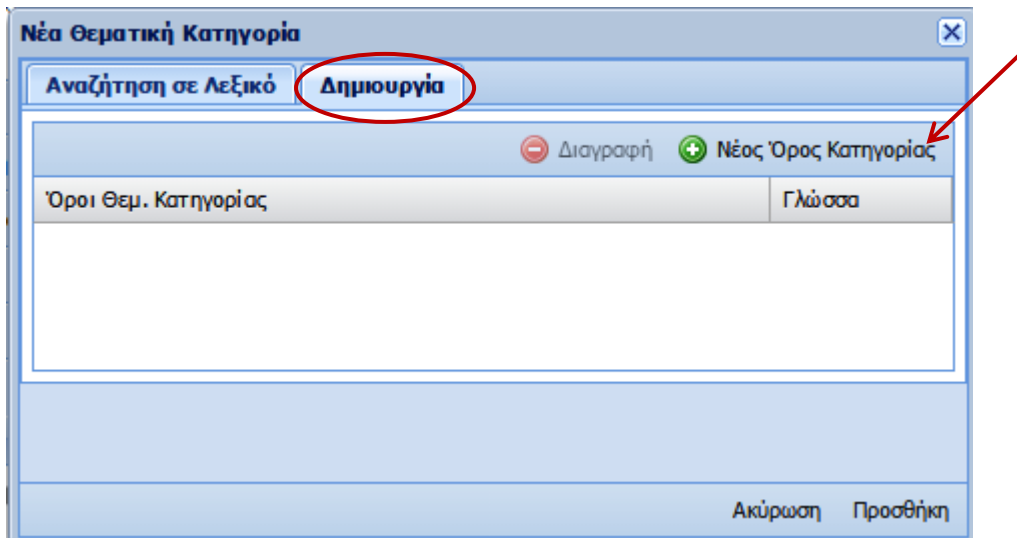 Νέα Θεματική Κατηγορία
Αναζήτηση σε Λεξικό Δημιουργία
Διαγραφή Νέος Όρος Κατηγορίας
Όροι Θεμ. Κατηγορίας Γλώσσα
Ακύρωση Προσθήκη